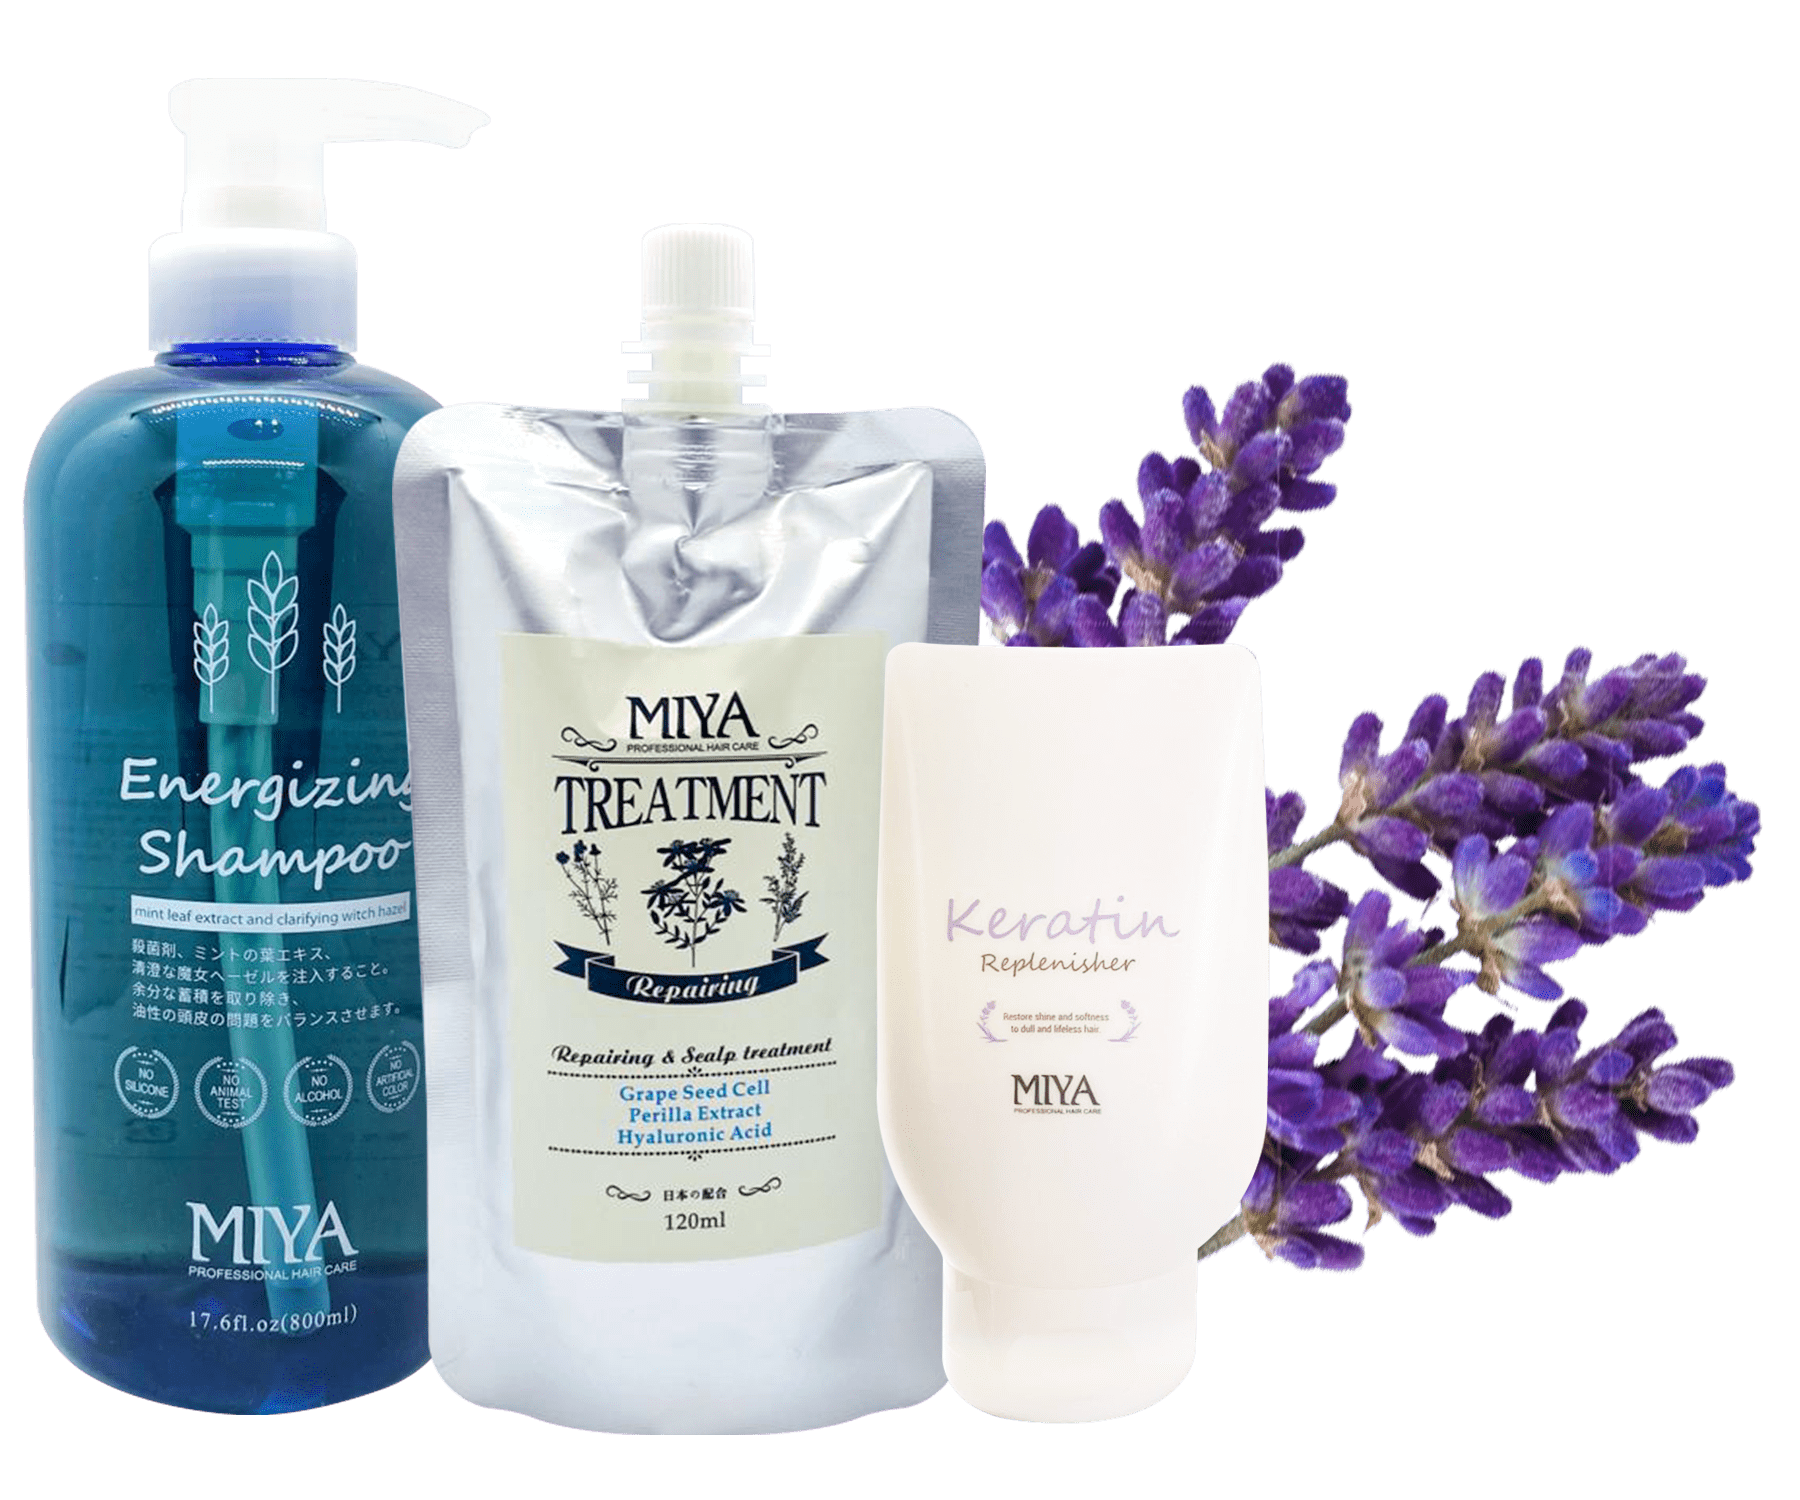 Energizing
Shampoo
mint leaf extract and clarifying witch hazel
殺菌剤、ミントの葉エキス、
清澄な魔女ヘーゼルを注入すること。
余分な蓄積を取り除き、
油性の頭皮の問題をバランスさせます。
NO
SILICONE
NO
ANIMAL
TEST
NO
ALCOHOL
NO
ARTIFICIAL
COLOR
MIYA
PROFESSIONAL HAIR CARE
17.6fl.oz(800ml)
MIYA
PROFESSIONAL HAIR CARE
TREATMENT
Repairing
Repairing & Scalp treatment
Grape Seed Cell
Perilla Extract
Hyaluronic Acid
日本の配合
120ml
Keratin
Replenisher
Restore shine and softness
to dull and lifeless hair.
MIYA
PROFESSIONAL HAIR CARE